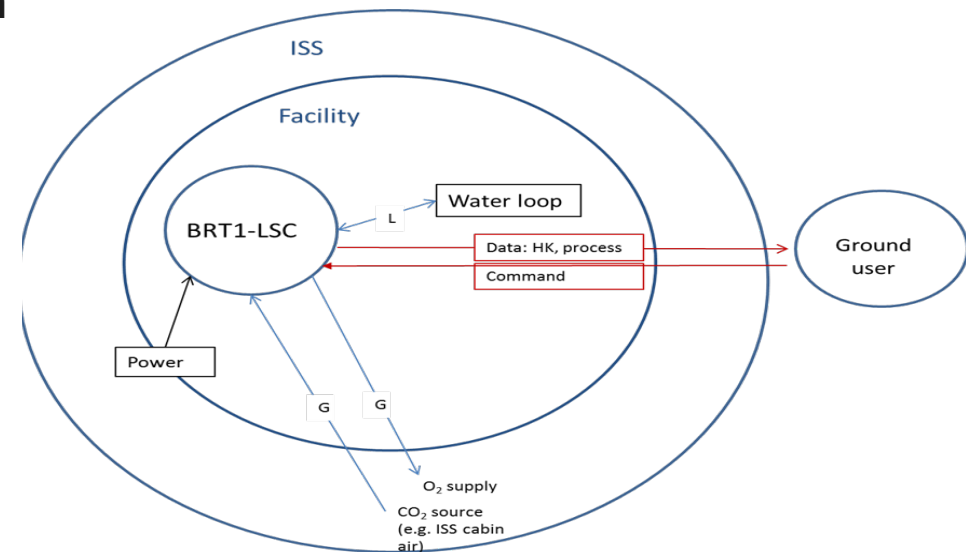 ISS
Facility
Water loop
L
BRT1-LSC
Data: HK, process
Ground
user
Command
Power
G
G
O₂ supply
CO₂ source
(e.g. ISS cabin
air)